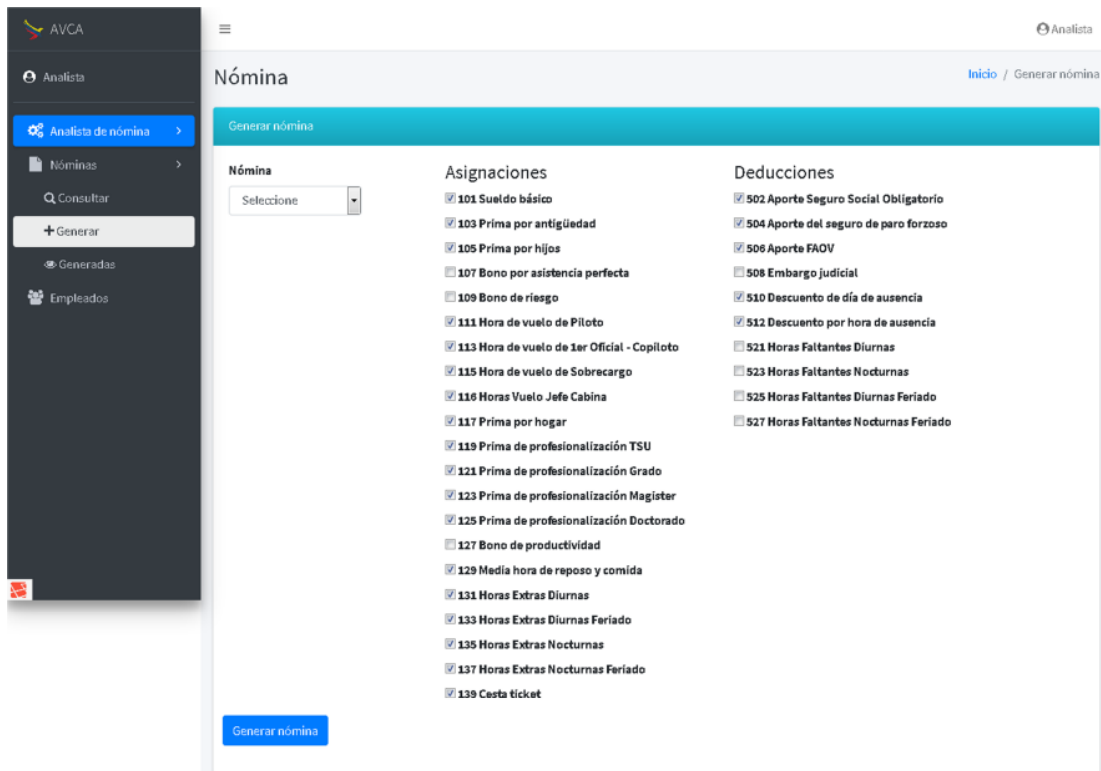 AVCA
Analista
Analista
Nómina
Inicio / Generar nómina
Analista de nómina
Nóminas
Consultar
Generar
Generadas
Empleados
Generar nómina
Nómina
Seleccione
Asignaciones
101 Sueldo básico
103 Prima por antigüedad
105 Prima por hijos
107 Bono por asistencia perfecta
109 Bono de riesgo
111 Hora de vuelo de Piloto
113 Hora de vuelo de 1er Oficial - Copiloto
115 Hora de vuelo de Sobrecargo
116 Horas Vuelo Jefe Cabina
117 Prima por hogar
119 Prima de profesionalización TSU
121 Prima de profesionalización Grado
123 Prima de profesionalización Magister
125 Prima de profesionalización Doctorado
127 Bono de productividad
129 Media hora de reposo y comida
131 Horas Extras Diurnas
133 Horas Extras Diurnas Feriado
135 Horas Extras Nocturnas
137 Horas Extras Nocturnas Feriado
139 Cesta ticket
Deducciones
502 Aporte Seguro Social Obligatorio
504 Aporte del seguro de paro forzoso
506 Aporte FAOV
508 Embargo judicial
510 Descuento de día de ausencia
512 Descuento por hora de ausencia
521 Horas Faltantes Diurnas
523 Horas Faltantes Nocturnas
525 Horas Faltantes Diurnas Feriado
527 Horas Faltantes Nocturnas Feriado
Generar nómina